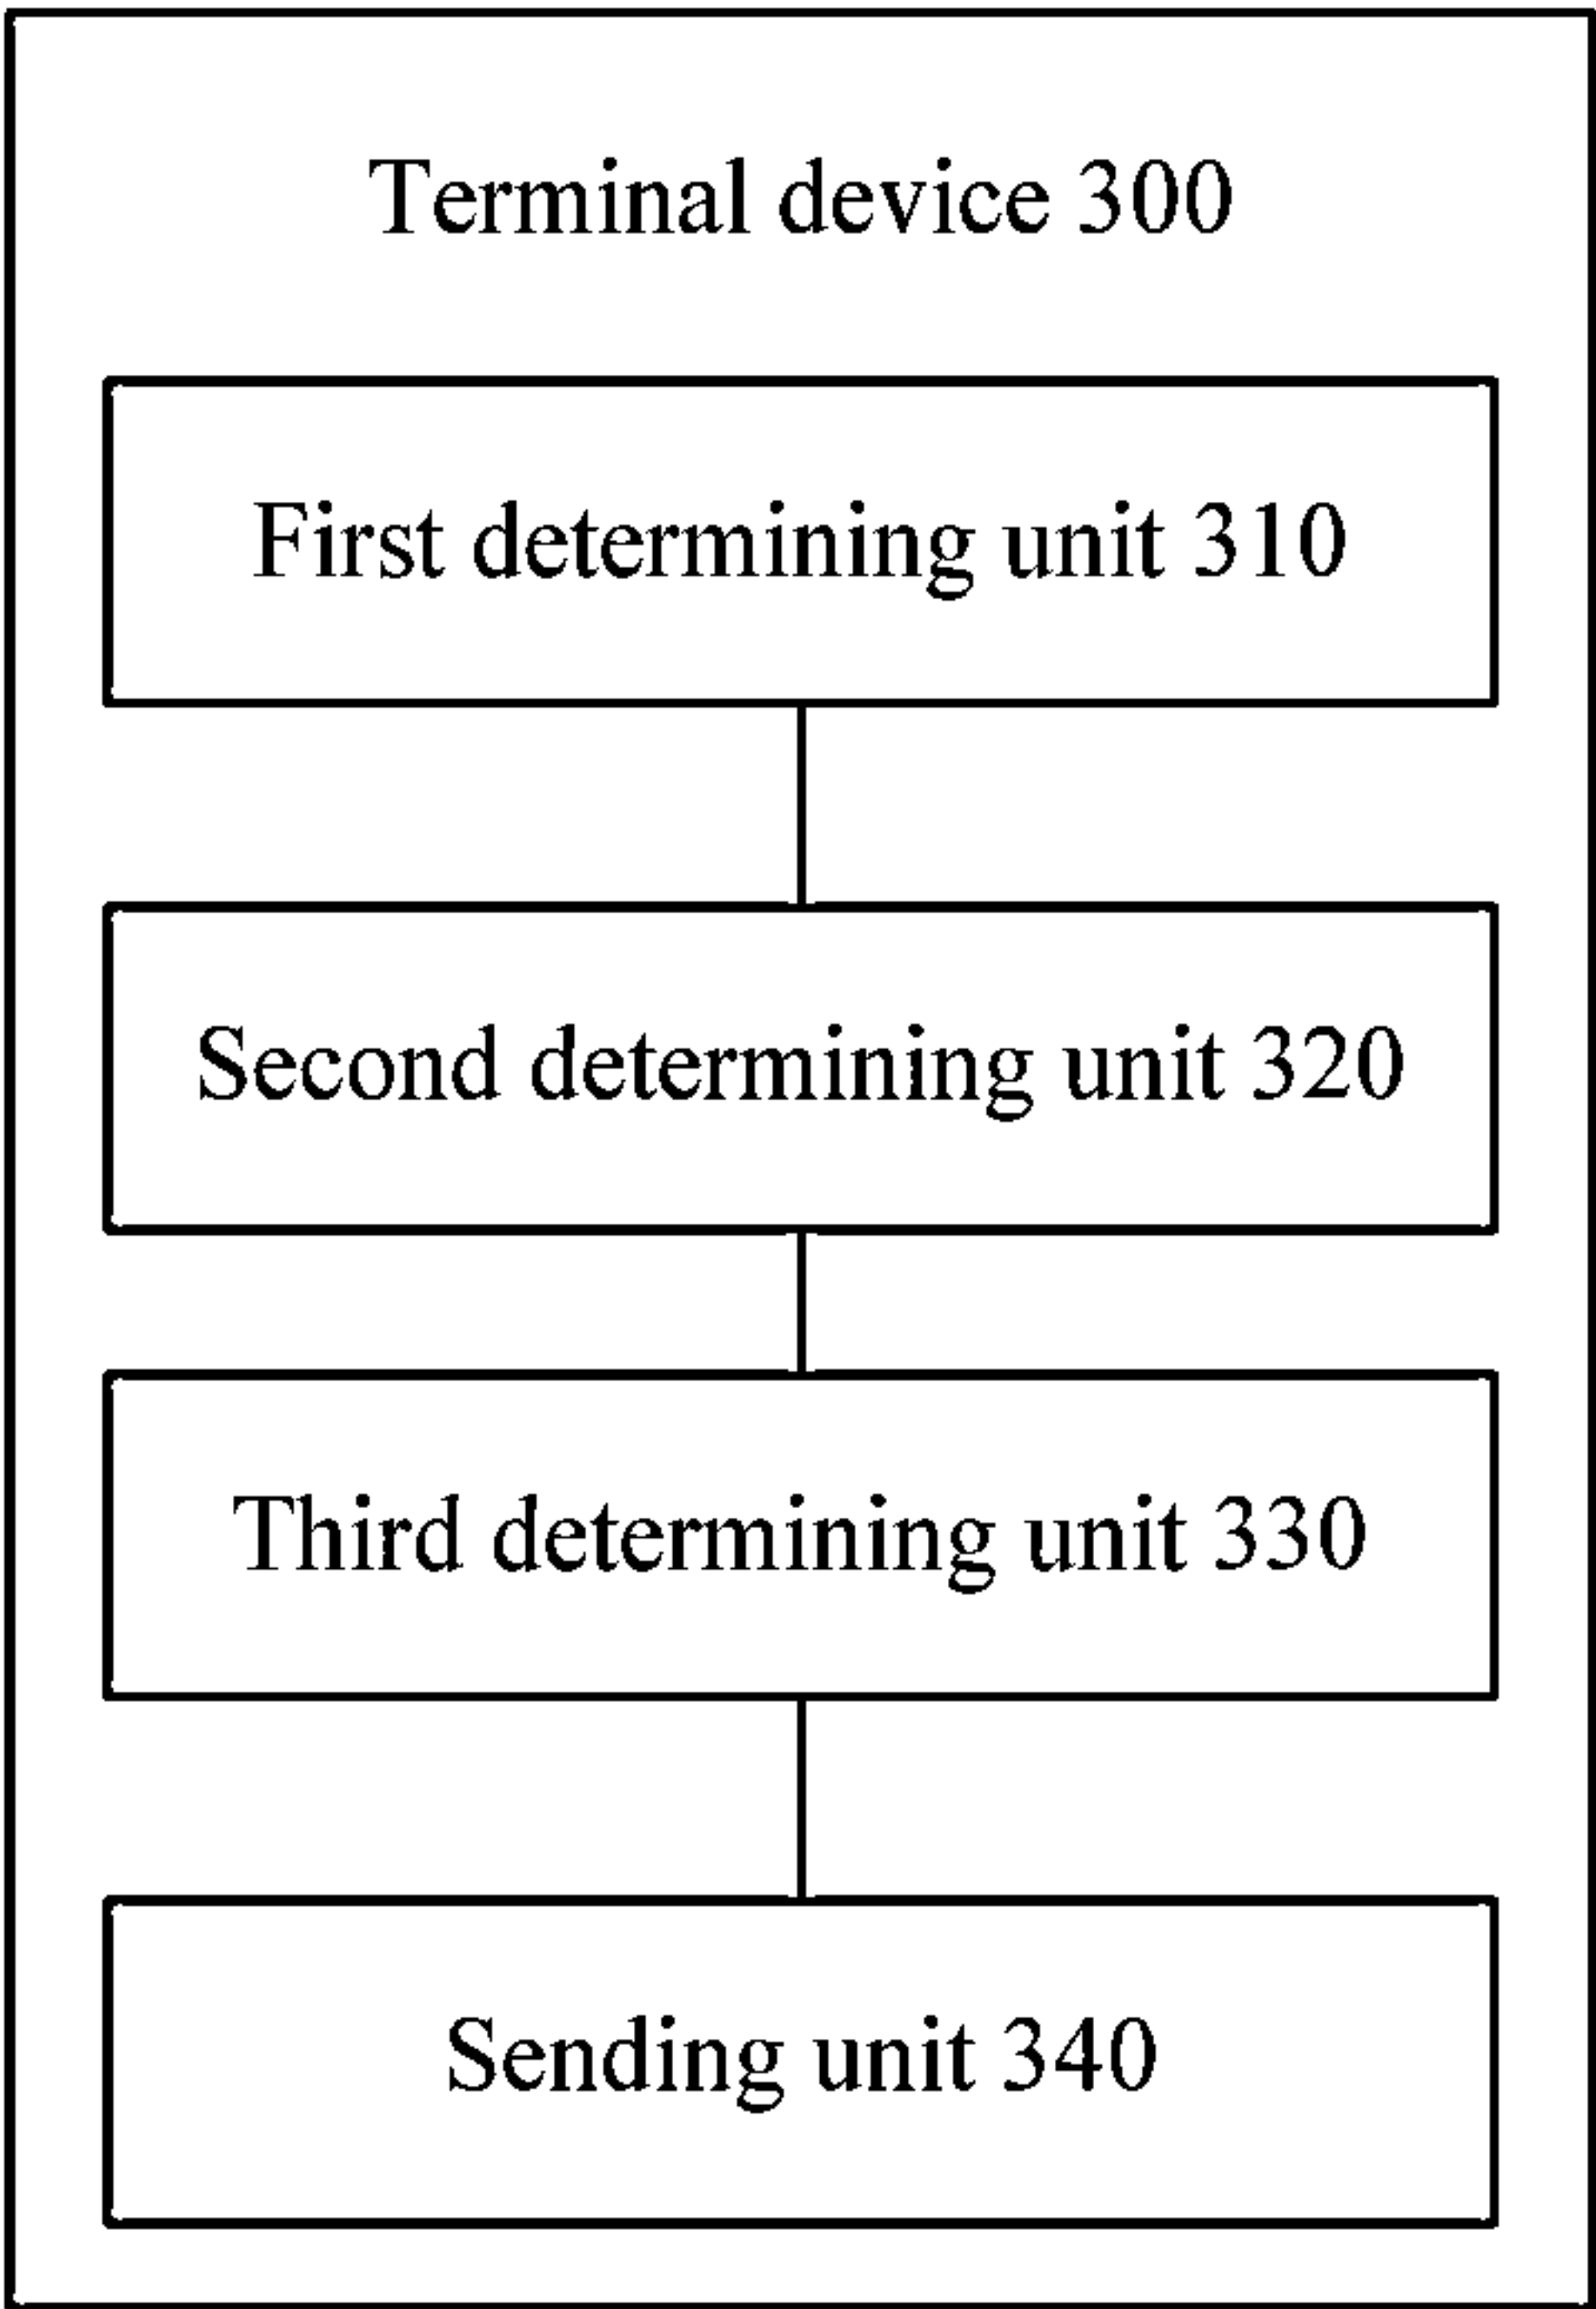 Terminal device 300
First determining unit 310
Second determining unit 320
Third determining unit 330
Sending unit 340